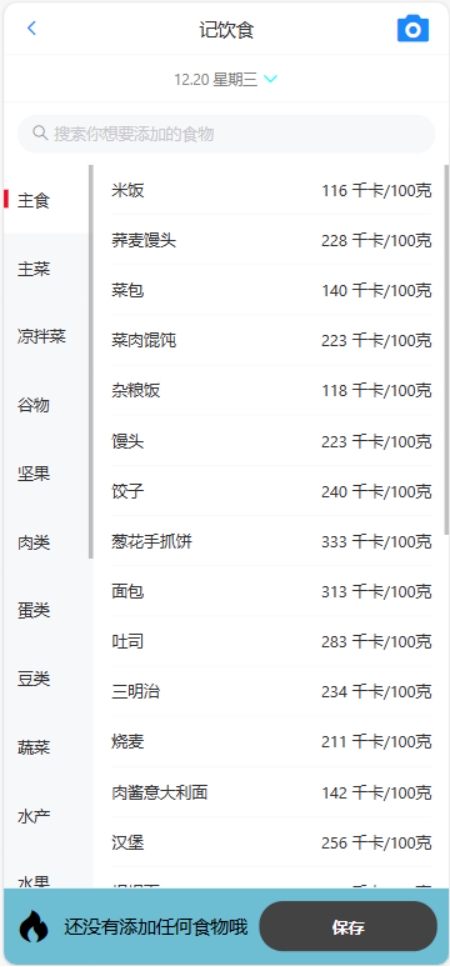 记饮食
12.20 星期三
搜索你想要添加的食物
主食
主菜
凉拌菜
谷物
坚果
肉类
蛋类
豆类
蔬菜
水产
水果
米饭 116 千卡/100克
荞麦馒头 228 千卡/100克
菜包 140 千卡/100克
菜肉馄饨 223 千卡/100克
杂粮饭 118 千卡/100克
馒头 223 千卡/100克
饺子 240 千卡/100克
葱花手抓饼 333 千卡/100克
面包 313 千卡/100克
吐司 283 千卡/100克
三明治 234 千卡/100克
烧麦 211 千卡/100克
肉酱意大利面 142 千卡/100克
汉堡 256 千卡/100克
还没有添加任何食物哦
保存